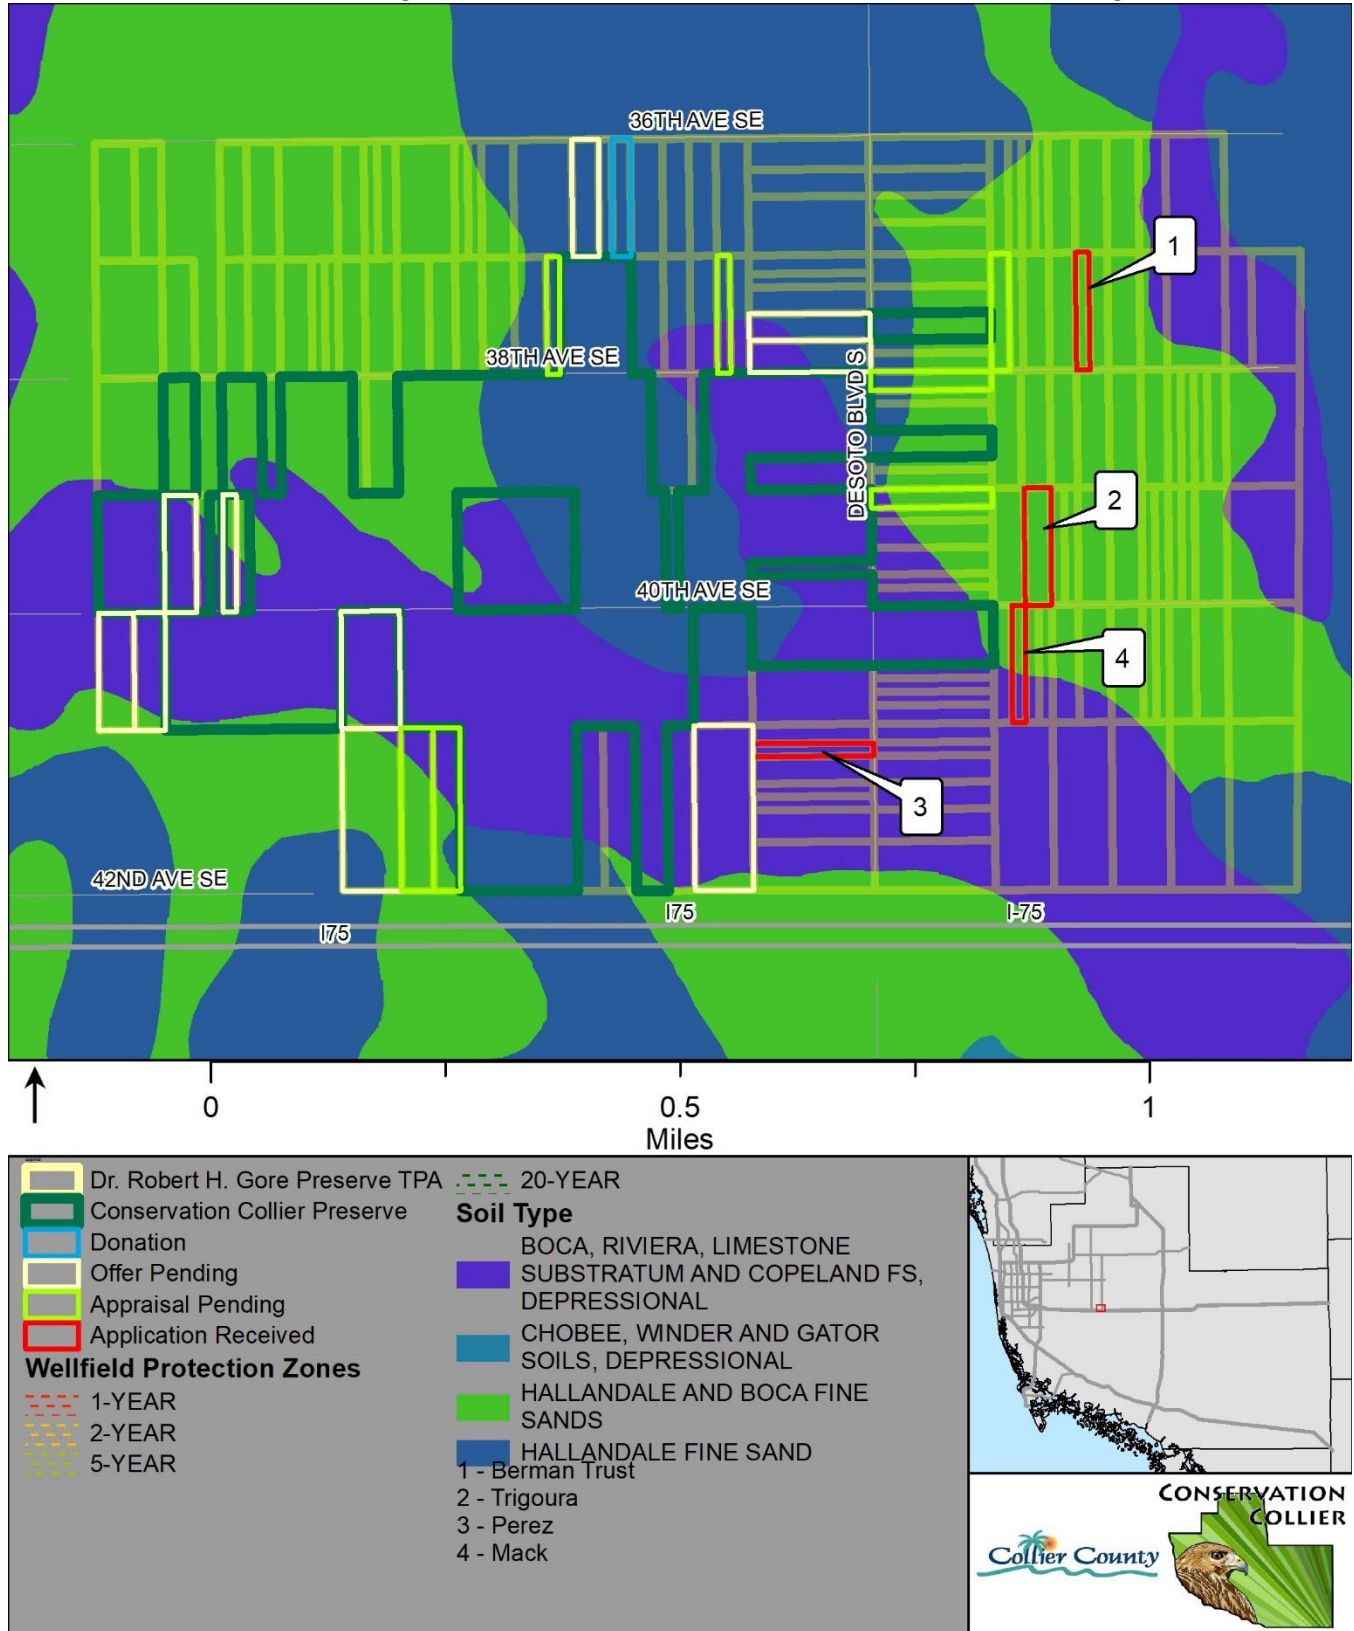 36TH AVE SE
1
38TH AVE SE
DESOTO BLVD S
2
40TH AVE SE
4
3
42ND AVE SE
I75
I-75
I75
0
0.5
1
Miles
Dr. Robert H. Gore Preserve TPA
Conservation Collier Preserve
Donation
Offer Pending
Appraisal Pending
Application Received
Wellfield Protection Zones
1-YEAR
2-YEAR
5-YEAR
20-YEAR
Soil Type
BOCA, RIVIERA, LIMESTONE
SUBSTRATUM AND COPELAND FS,
DEPRESSIONAL
CHOBEE, WINDER AND GATOR
SOILS, DEPRESSIONAL
HALLANDALE AND BOCA FINE
SANDS
HALLANDALE FINE SAND
1 - Berman Trust
2 - Trigoura
3 - Perez
4 - Mack
CONSERVATION
COLLIER
Collier County